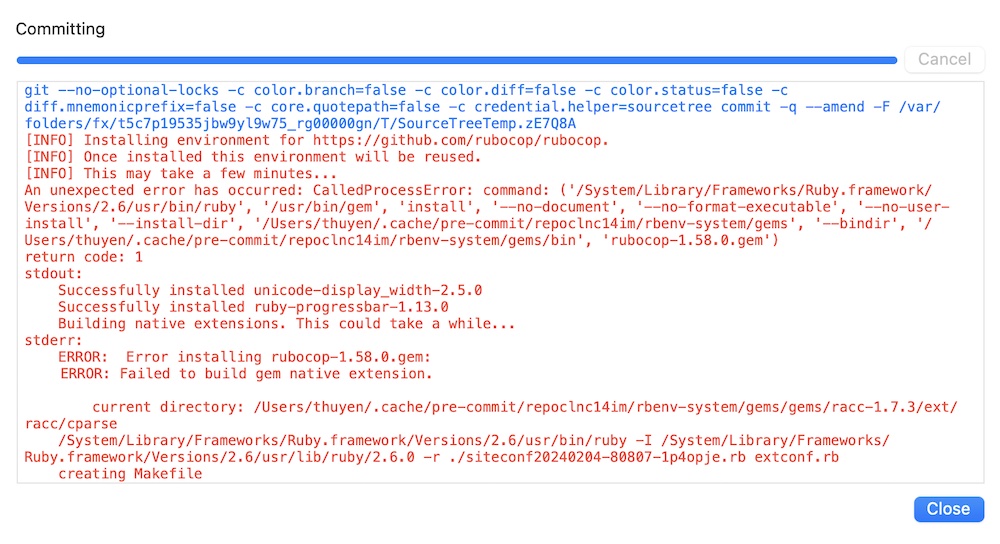 Committing
Cancel
git --no-optional-locks -c color.branch=false -c color.diff=false -c color.status=false -c
diff.mnemonicprefix=false -c core.quotepath=false -c credential.helper=sourcetree commit -q --amend -F /var/
folders/fx/t5c7p19535jbw9yl9w75_rg00000gn/T/SourceTreeTemp.zE7Q8A
[INFO] Installing environment for https://github.com/rubocop/rubocop.
[INFO] Once installed this environment will be reused.
[INFO] This may take a few minutes...
An unexpected error has occurred: CalledProcessError: command: ('/System/Library/Frameworks/Ruby.framework/
Versions/2.6/usr/bin/ruby', '/usr/bin/gem', 'install', '--no-document', '--no-format-executable', '--no-user-
install', '--install-dir', '/Users/thuyen/.cache/pre-commit/repoclnc14im/rbenv-system/gems', '--bindir', '/
Users/thuyen/.cache/pre-commit/repoclnc14im/rbenv-system/gems/bin', 'rubocop-1.58.0.gem')
return code: 1
stdout:
    Successfully installed unicode-display_width-2.5.0
    Successfully installed ruby-progressbar-1.13.0
    Building native extensions. This could take a while...
stderr:
    ERROR:  Error installing rubocop-1.58.0.gem:
    ERROR: Failed to build gem native extension.
        current directory: /Users/thuyen/.cache/pre-commit/repoclnc14im/rbenv-system/gems/gems/racc-1.7.3/ext/
racc/cparse
    /System/Library/Frameworks/Ruby.framework/Versions/2.6/usr/bin/ruby -I /System/Library/Frameworks/
Ruby.framework/Versions/2.6/usr/lib/ruby/2.6.0 -r ./siteconf20240204-80807-1p4opje.rb extconf.rb
    creating Makefile
Close